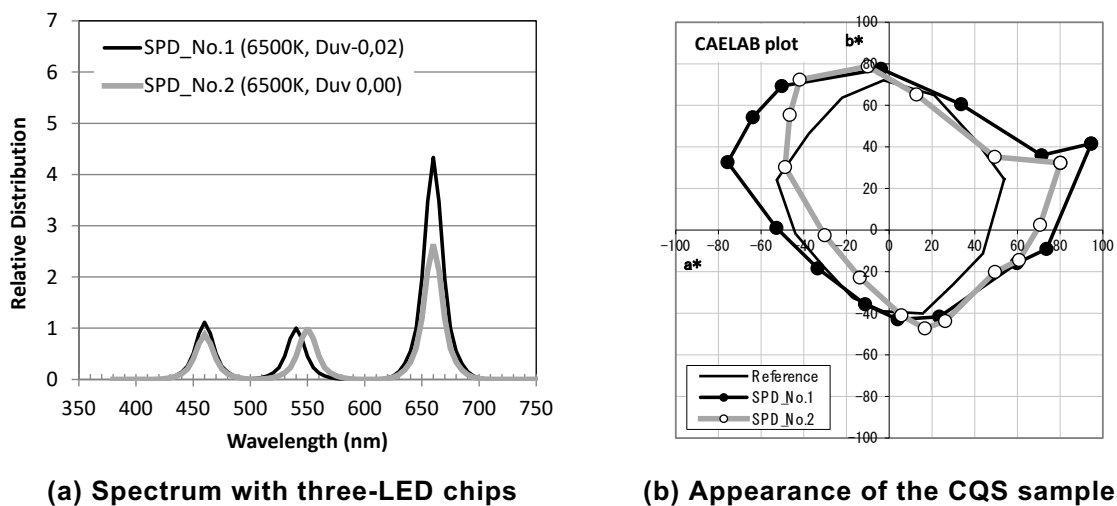 7
6
5
4
3
2
1
0
Relative Distribution
SPD_No.1 (6500K, Duv-0,02)
SPD_No.2 (6500K, Duv 0,00)
350 400 450 500 550 600 650 700 750
Wavelength (nm)
(a) Spectrum with three-LED chips
CAELAB plot
b*
100
80
60
40
20
0
-100 -80 -60 -40 -20 0 20 40 60 80 100
a*
-20
-40
-60
-80
-100
Reference
SPD_No.1
SPD_No.2
(b) Appearance of the CQS sample